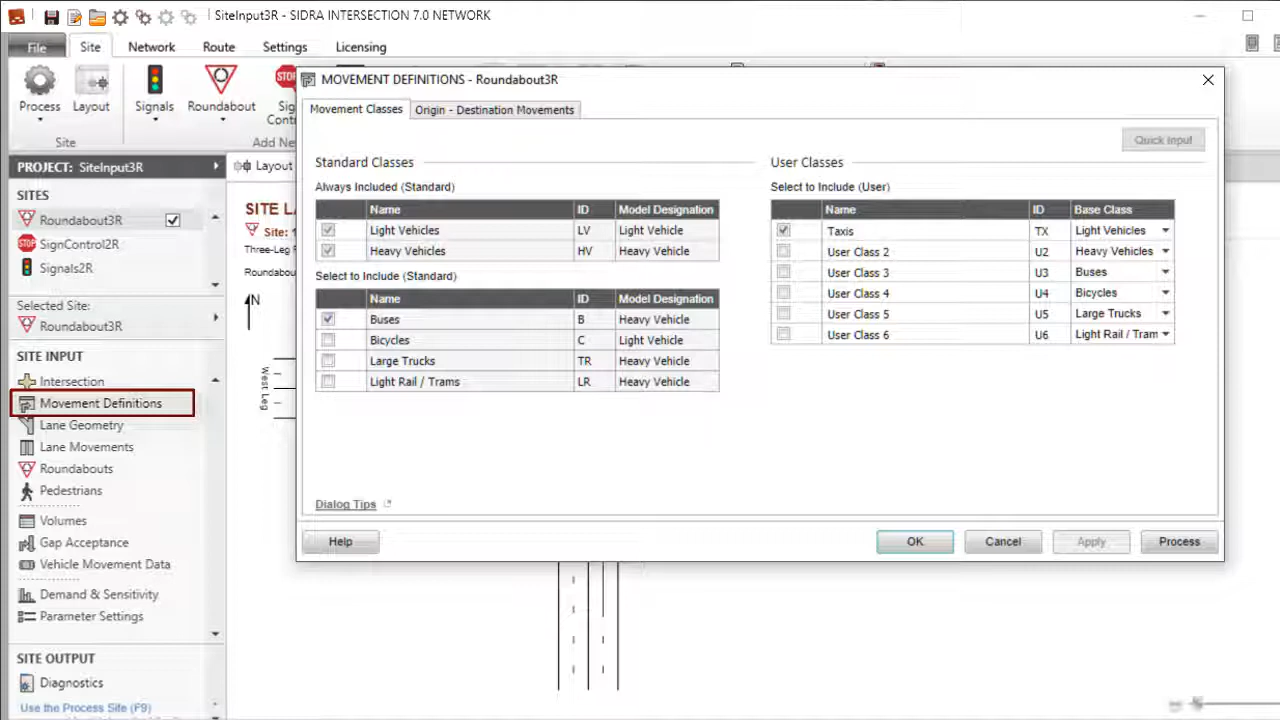 SiteInput3R - SIDRA INTERSECTION 7.0 NETWORK
File Site Network Route Settings Licensing
Process Layout Signals Roundabout
STOP
Site
PROJECT: SiteInput3R
Layout
SITES
Roundabout3R
STOP SignControl2R
Signals2R
Selected Site:
Roundabout3R
SITE INPUT
Intersection
Movement Definitions
Lane Geometry
Lane Movements
Roundabouts
Pedestrians
Volumes
Gap Acceptance
Vehicle Movement Data
Demand & Sensitivity
Parameter Settings
SITE OUTPUT
Diagnostics
Use the Process Site (F9)
N
West Leg
MOVEMENT DEFINITIONS - Roundabout3R
Movement Classes Origin - Destination Movements
Quick Input
Standard Classes
Always Included (Standard)
Name ID Model Designation
Light Vehicles LV Light Vehicle
Heavy Vehicles HV Heavy Vehicle
Select to Include (Standard)
Name ID Model Designation
Buses B Heavy Vehicle
Bicycles C Light Vehicle
Large Trucks TR Heavy Vehicle
Light Rail / Trams LR Heavy Vehicle
User Classes
Select to Include (User)
Name ID Base Class
Taxis TX Light Vehicles
User Class 2 U2 Heavy Vehicles
User Class 3 U3 Buses
User Class 4 U4 Bicycles
User Class 5 U5 Large Trucks
User Class 6 U6 Light Rail / Tram
Dialog Tips
Help OK Cancel Apply Process